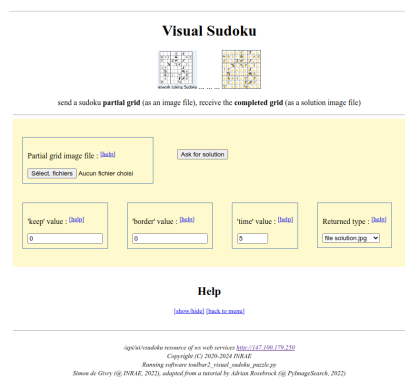 Visual Sudoku
... ... ...
send a sudoku partial grid (as an image file), receive the completed grid (as a solution image file)
Partial grid image file : [help]
Ask for solution
Sélect. fichiers Aucun fichier choisi
'keep' value : [help] 'border' value : [help] 'time' value : [help] Returned type : [help]
0 0 5 file solution.jpg
Help
[show/hide] [back to menu]
/api/ui/vsudoku resource of ws web services http://147.100.179.250
Copyright (C) 2020-2024 INRAE
Running software toulbar2_visual_sudoku_puzzle.py
Simon de Givry (@ INRAE, 2022), adapted from a tutorial by Adrian Rosebrock (@ PyImageSearch, 2022)